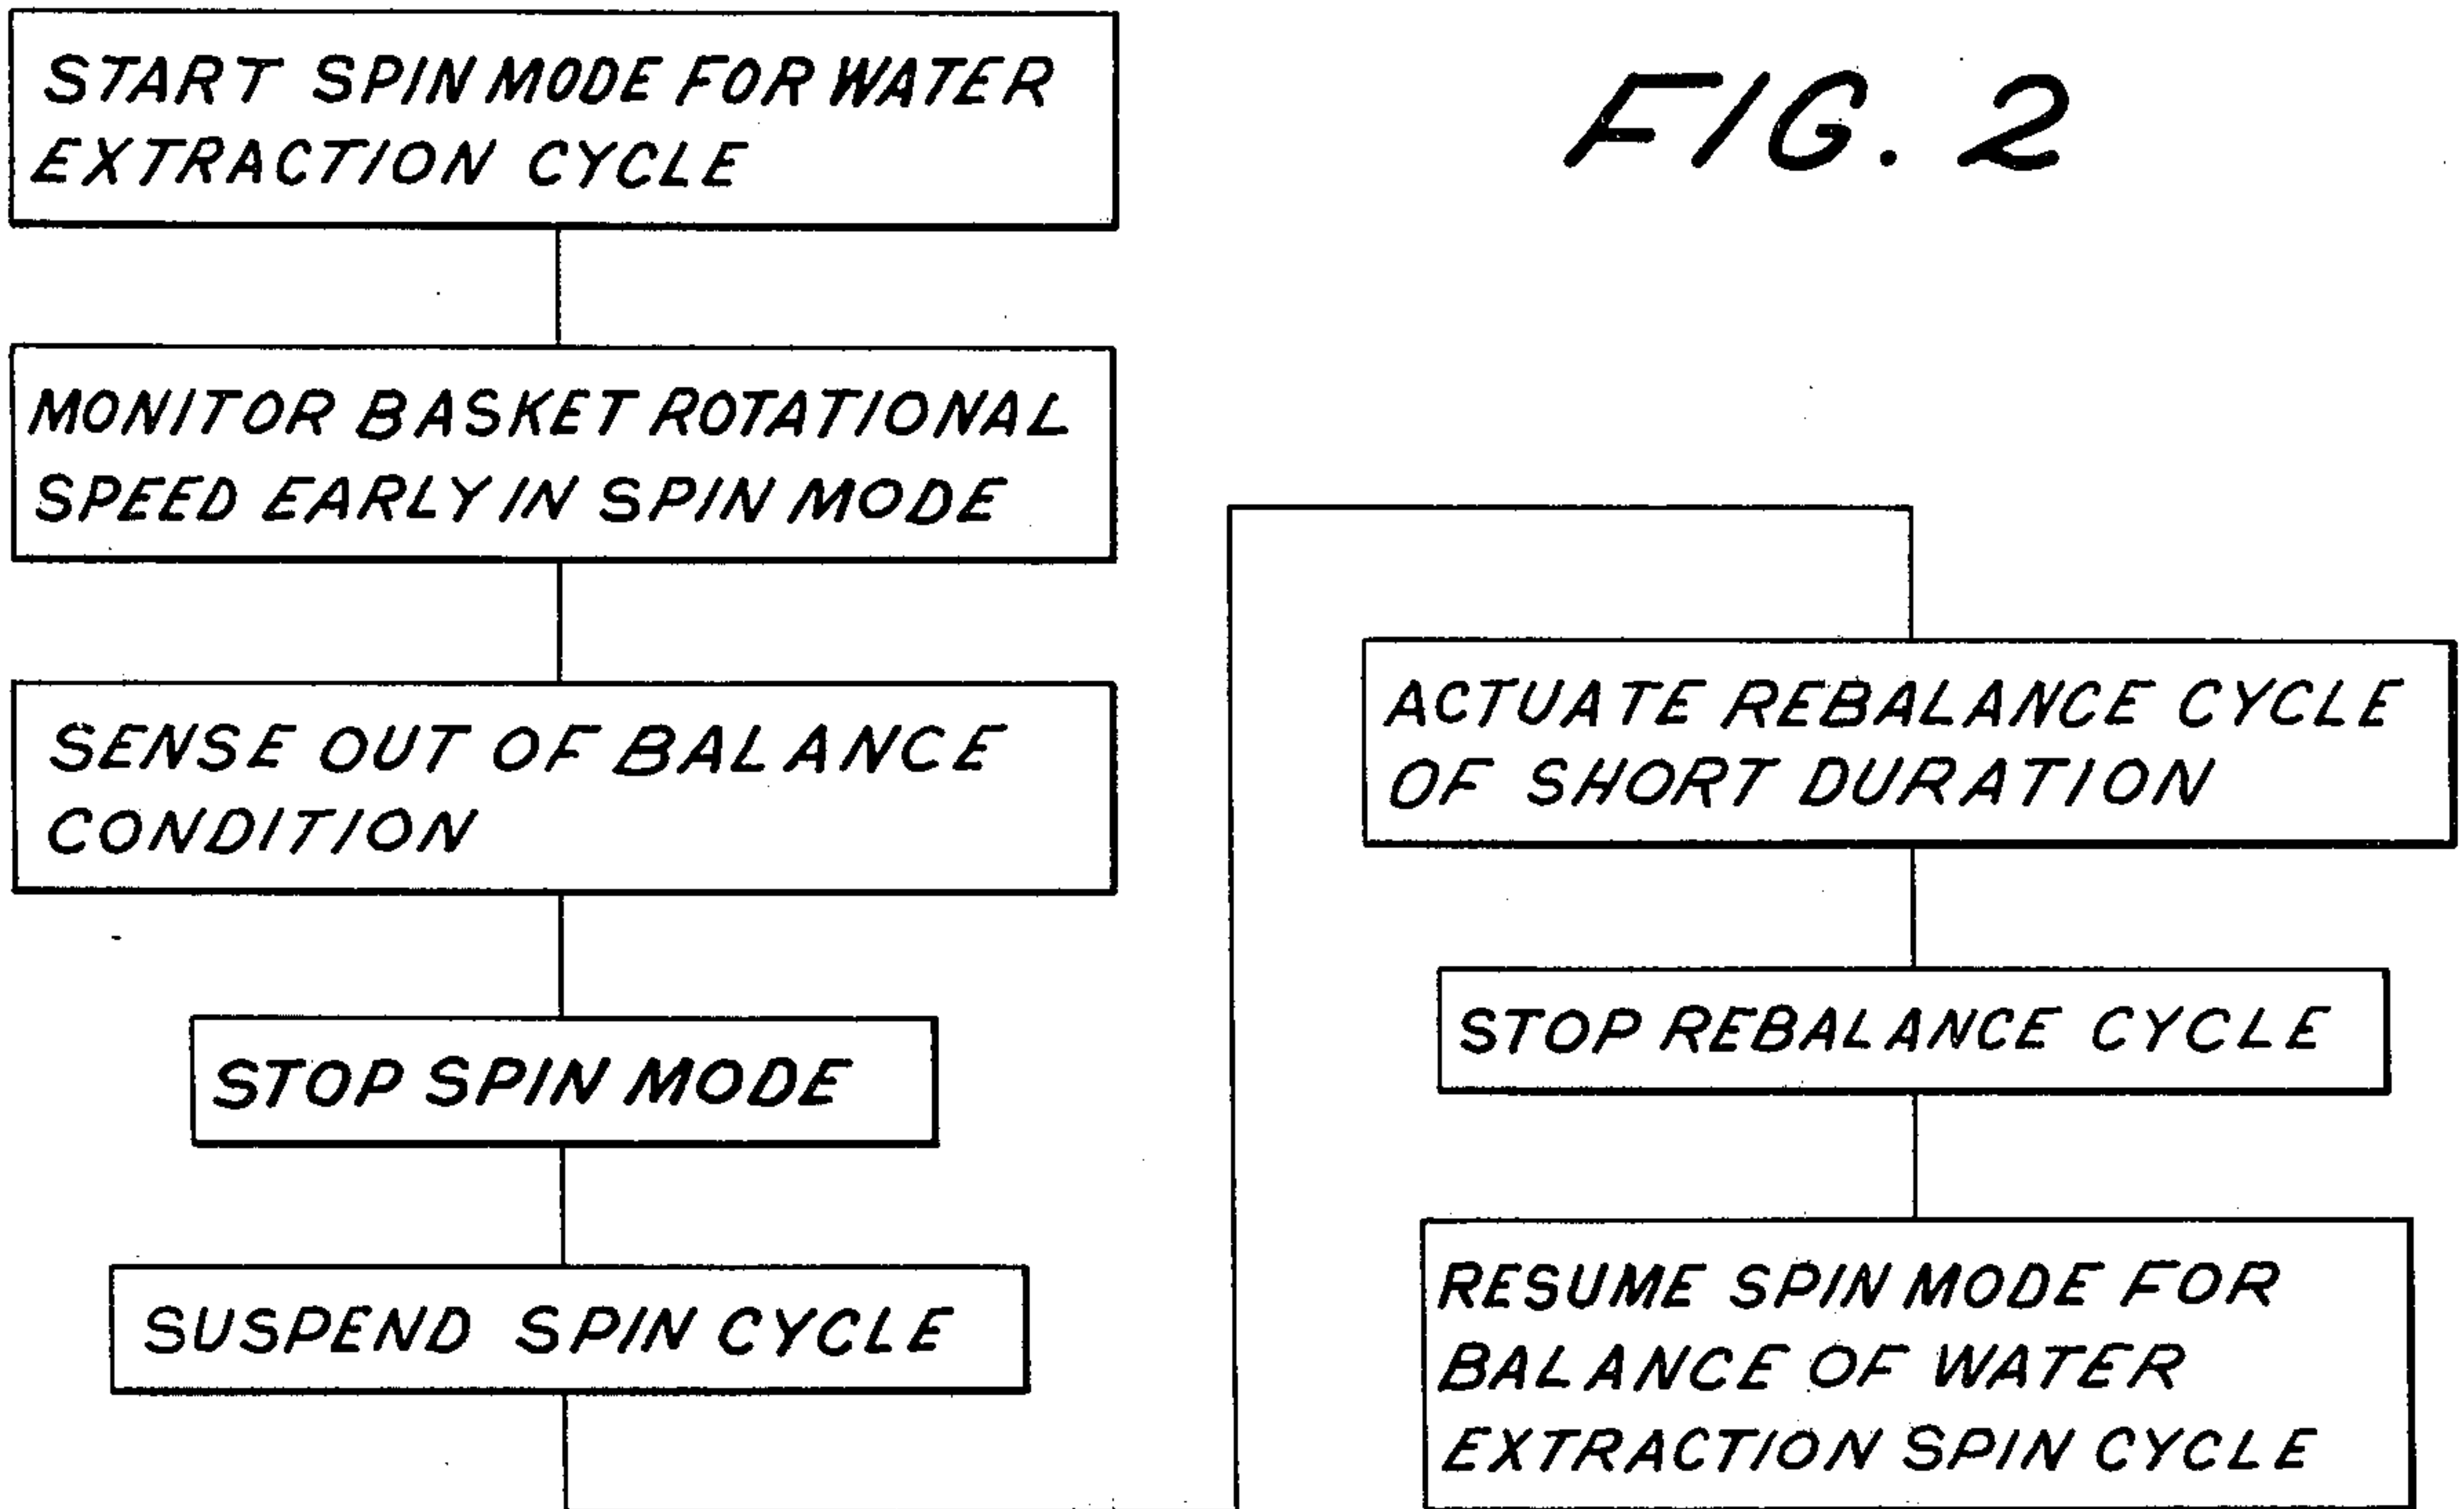 FIG. 2
START SPIN MODE FOR WATER
EXTRACTION CYCLE
MONITOR BASKET ROTATIONAL
SPEED EARLY IN SPIN MODE
SENSE OUT OF BALANCE
CONDITION
STOP SPIN MODE
SUSPEND SPIN CYCLE
ACTUATE REBALANCE CYCLE
OF SHORT DURATION
STOP REBALANCE CYCLE
RESUME SPIN MODE FOR
BALANCE OF WATER
EXTRACTION SPIN CYCLE